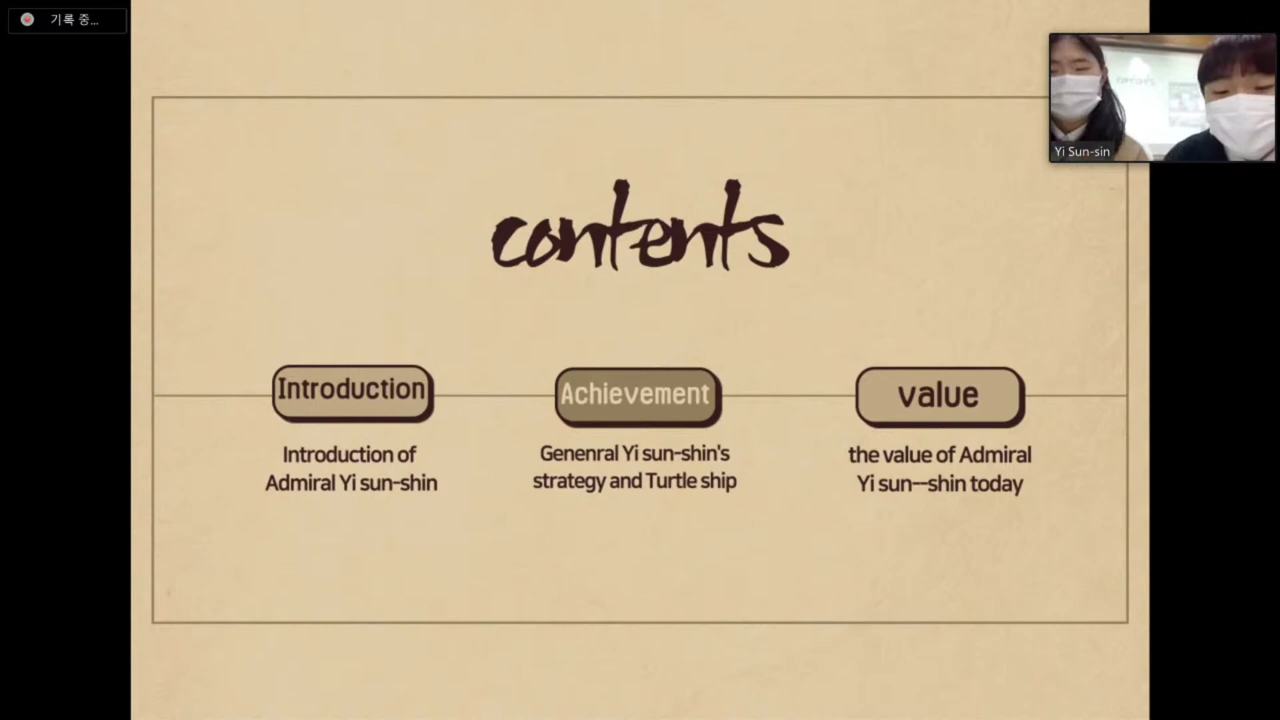 기록 중...
Yi Sun-sin
contents
Introduction
Introduction of
Admiral Yi sun-shin
Achievement
Genenral Yi sun-shin's
strategy and Turtle ship
value
the value of Admiral
Yi sun--shin today